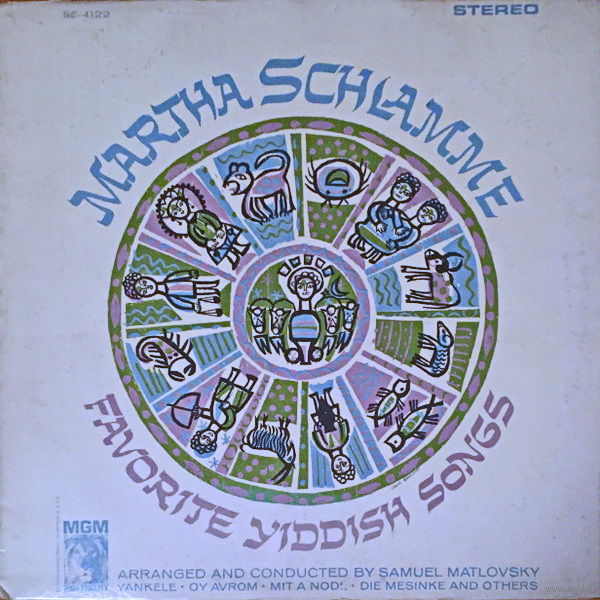 SE-4122
STEREO
MARTHA SCHLAMME
FAVORITE YIDDISH SONGS
MGM
ARRANGED AND CONDUCTED BY SAMUEL MATLOVSKY
YANKELE · OY AVROM · MIT A NOD'L · DIE MESINKE AND OTHERS